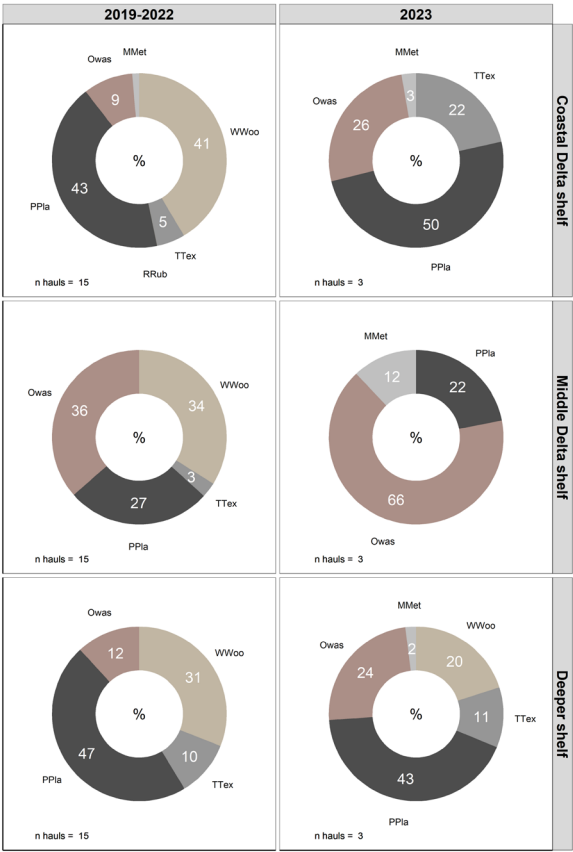 2019-2022
2023
MMet
Owas
9
WWoo
41
%
43
PPla
5
TTex
RRub
n hauls = 15
MMet
3
TTex
22
Owas
26
%
50
PPla
n hauls = 3
Coastal Delta shelf
WWoo
Owas
36
34
%
3
27
TTex
PPla
n hauls = 15
MMet
PPla
12
22
%
66
Owas
n hauls = 3
Middle Delta shelf
Owas
12
WWoo
31
%
47
10
PPla
TTex
n hauls = 15
MMet
WWoo
Owas
2
20
24
%
11
TTex
43
PPla
n hauls = 3
Deeper shelf